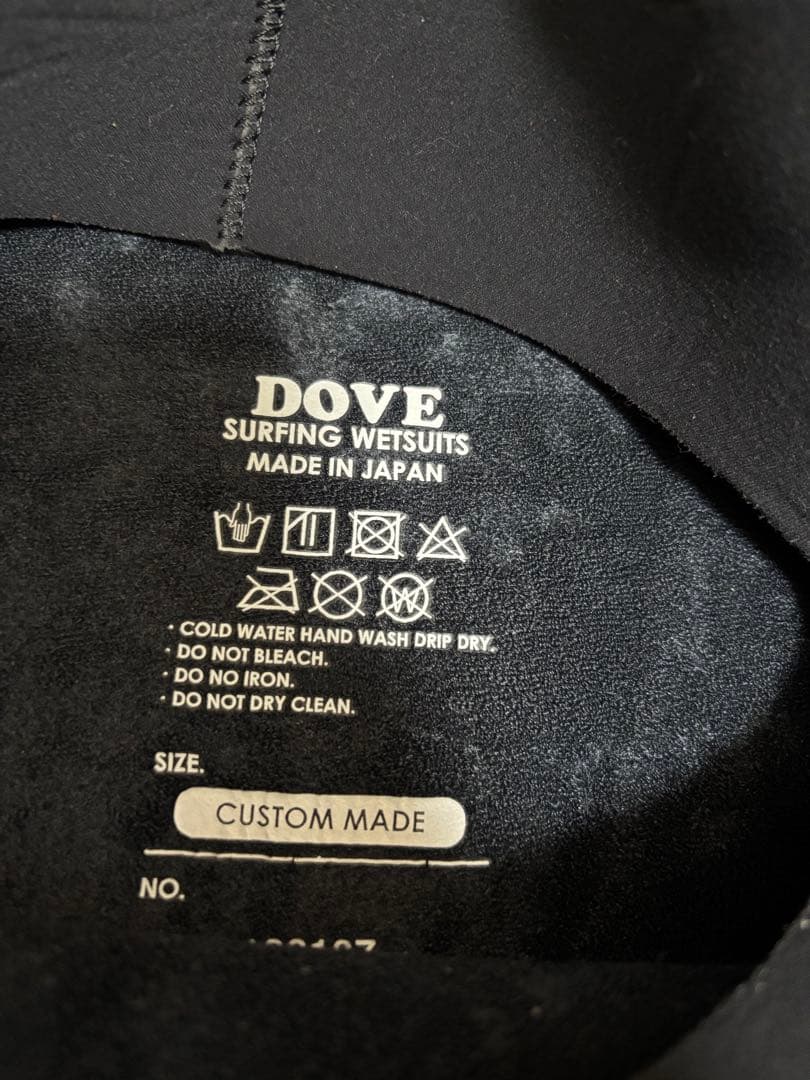 DOVE
SURFING WETSUITS
MADE IN JAPAN
· COLD WATER HAND WASH DRIP DRY.
· DO NOT BLEACH.
· DO NO IRON.
· DO NOT DRY CLEAN.
SIZE.
CUSTOM MADE
NO.